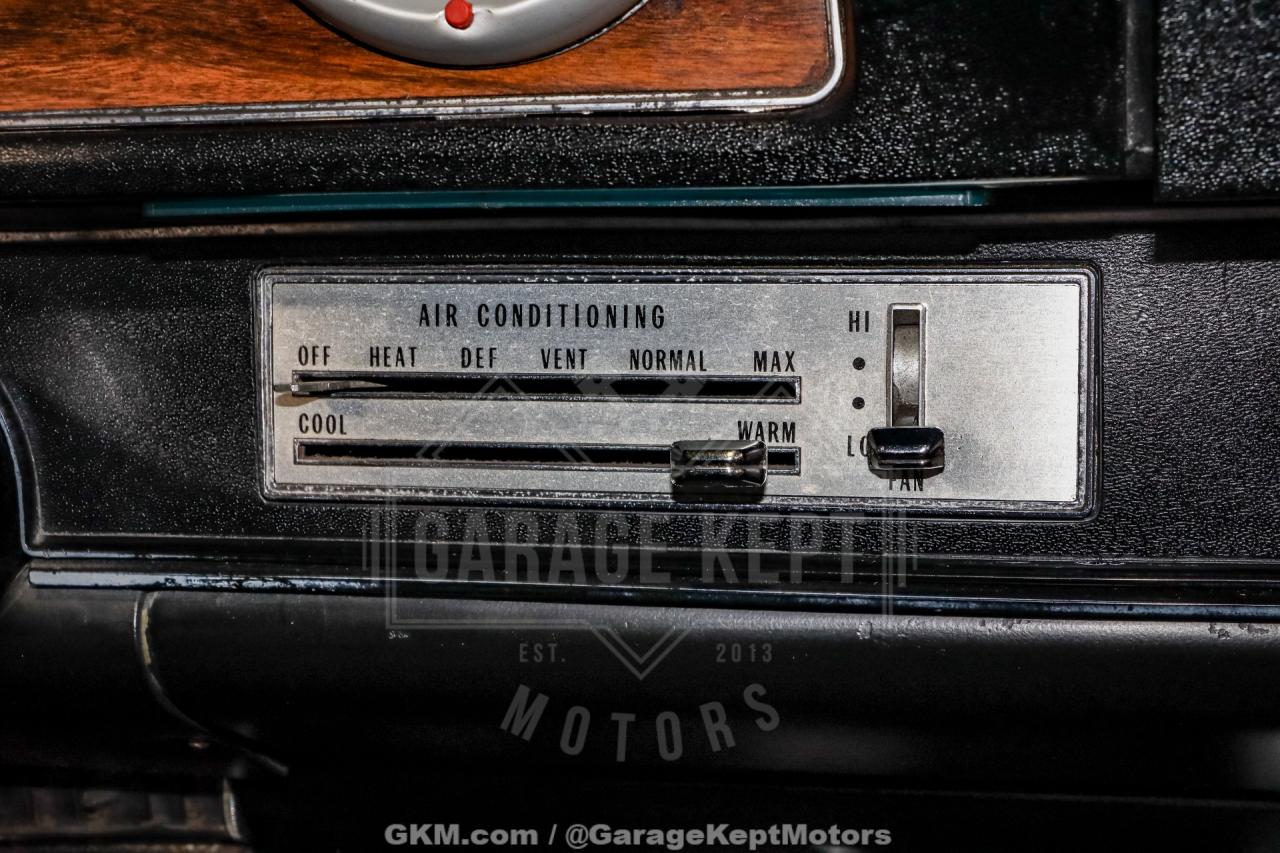 AIR CONDITIONING
OFF HEAT DEF VENT NORMAL MAX
COOL WARM
HI
LO
FAN
GARAGE KEPT
EST. 2013
MOTORS
GKM.com / @GarageKeptMotors